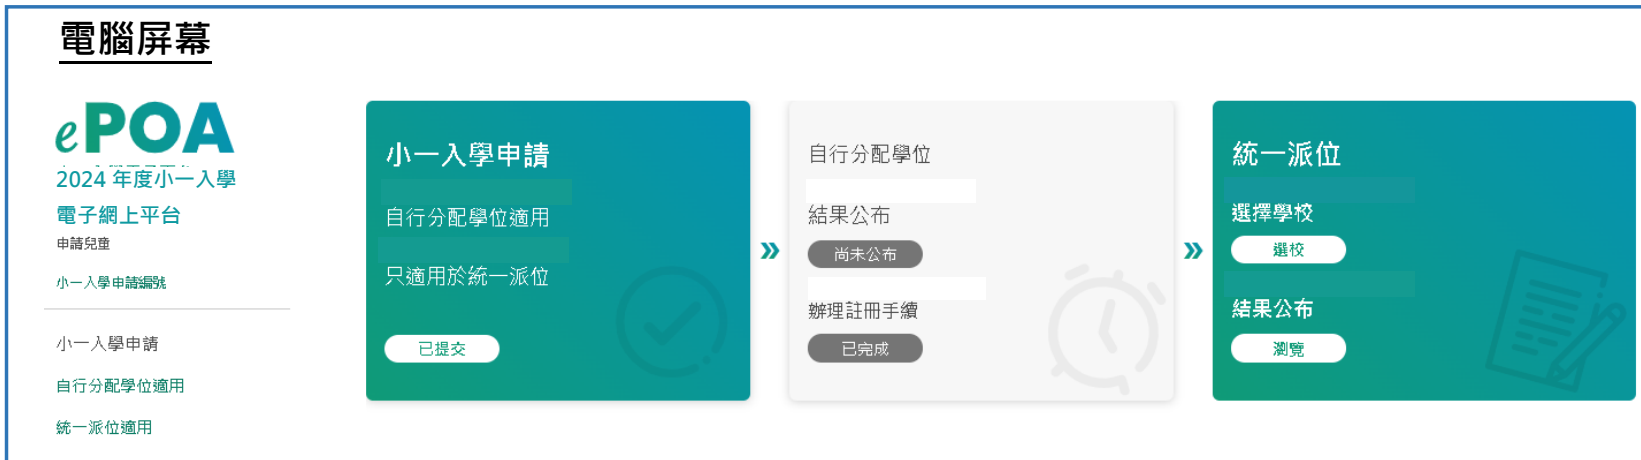 電腦屏幕
ePOA
2024 年度小一入學
電子網上平台
申請兒童
小一入學申請編號
小一入學申請
自行分配學位適用
統一派位適用
小一入學申請
自行分配學位適用
只適用於統一派位
已提交
»
自行分配學位
結果公布
尚未公布
辦理註冊手續
已完成
»
統一派位
選擇學校
選校
結果公布
瀏覽